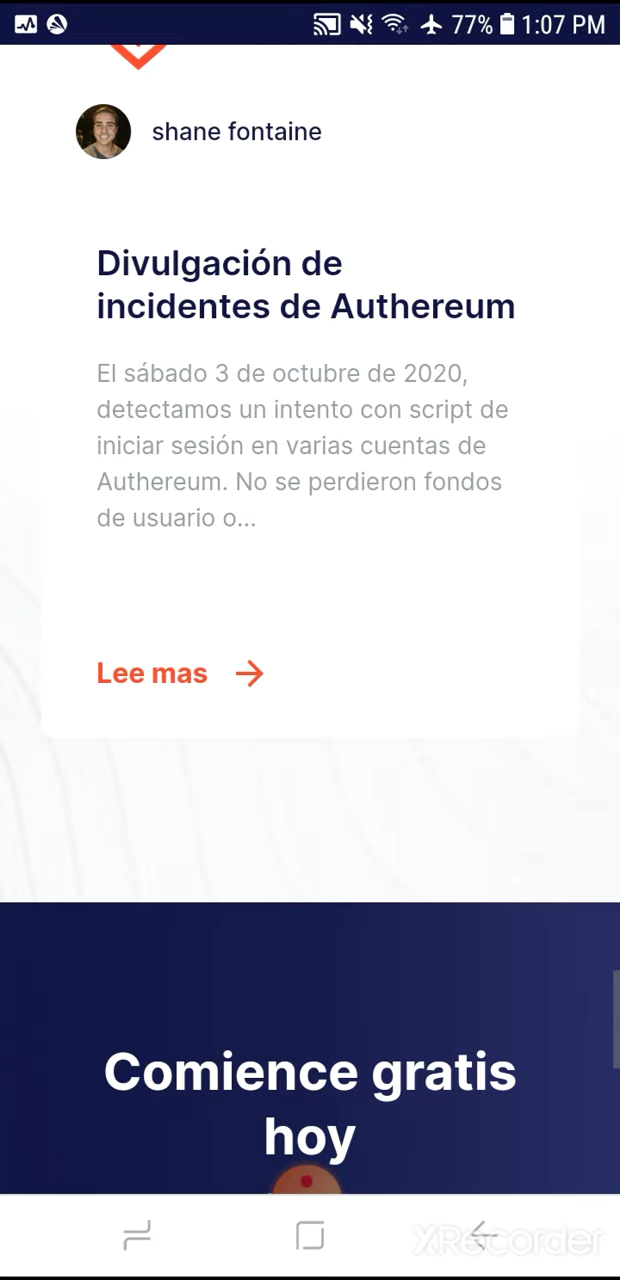 77% 1:07 PM
shane fontaine
Divulgación de
incidentes de Authereum
El sábado 3 de octubre de 2020,
detectamos un intento con script de
iniciar sesión en varias cuentas de
Authereum. No se perdieron fondos
de usuario o...
Lee mas
Comience gratis
hoy
XRecorder